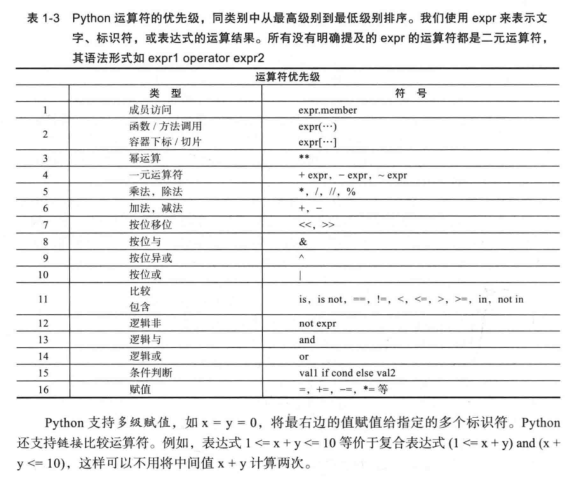 表 1-3 Python 运算符的优先级，同类别中从最高级别到最低级别排序。我们使用 expr 来表示文
字、标识符，或表达式的运算结果。所有没有明确提及的 expr 的运算符都是二元运算符，
其语法形式如 expr1 operator expr2
运算符优先级
类 型 符 号
1 成员访问 expr.member
2 函数 / 方法调用 expr(…)
容器下标 / 切片 expr[…]
3 幂运算 **
4 一元运算符 + expr，− expr，~ expr
5 乘法，除法 *，/，//，%
6 加法，减法 +，−
7 按位移位 <<，>>
8 按位与 &
9 按位异或 ^
10 按位或 |
11 比较 is，is not，==，!=，<，<=，>，>=，in，not in
包含
12 逻辑非 not expr
13 逻辑与 and
14 逻辑或 or
15 条件判断 val1 if cond else val2
16 赋值 =，+=，−=，*= 等
Python 支持多级赋值，如 x = y = 0，将最右边的值赋值给指定的多个标识符。Python
还支持链接比较运算符。例如，表达式 1 <= x + y <= 10 等价于复合表达式 (1 <= x + y) and (x +
y <= 10)，这样可以不用将中间值 x + y 计算两次。